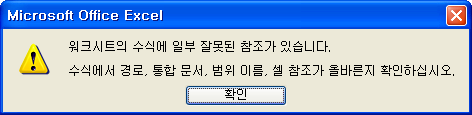 Microsoft Office Excel
워크시트의 수식에 일부 잘못된 참조가 있습니다.
수식에서 경로, 통합 문서, 범위 이름, 셀 참조가 올바른지 확인하십시오.
확인